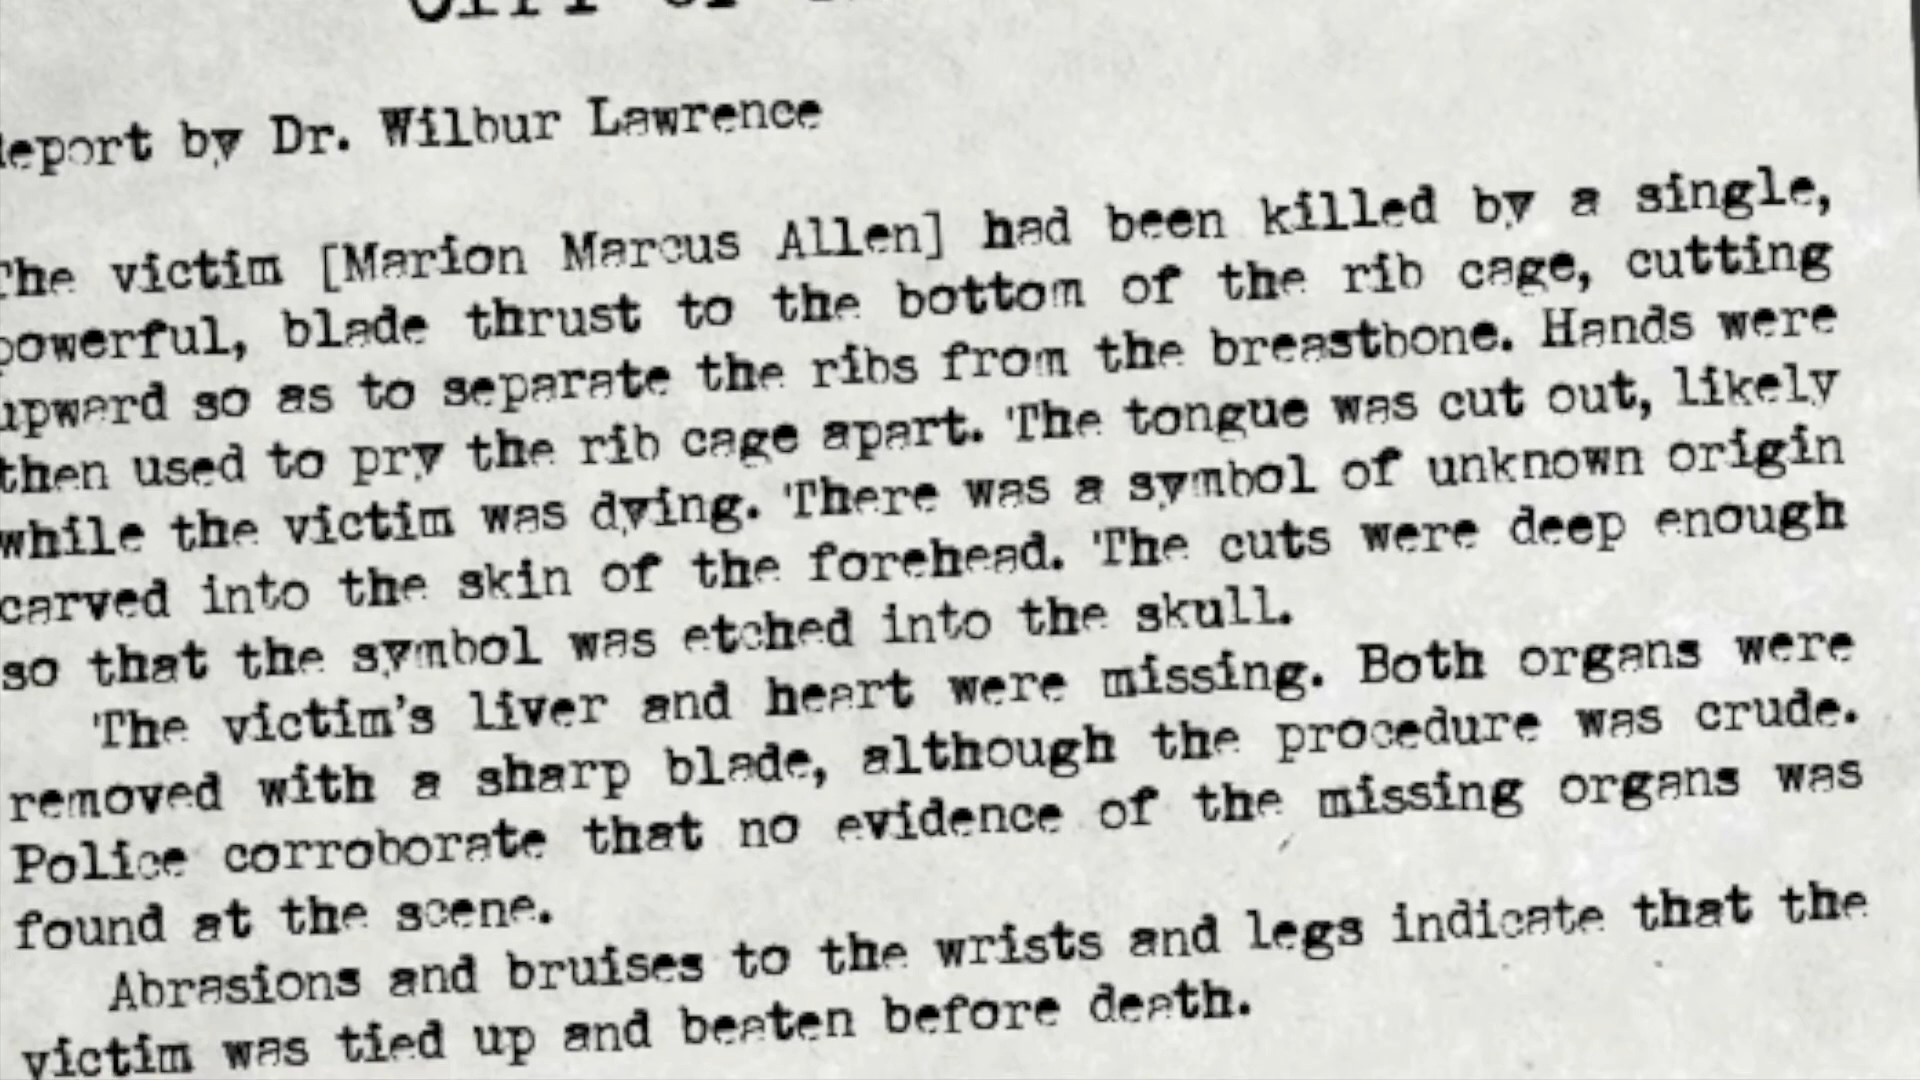 report by Dr. Wilbur Lawrence
The victim [Marion Marcus Allen] had been killed by a single,
powerful, blade thrust to the bottom of the rib cage, cutting
upward so as to separate the ribs from the breastbone. Hands were
then used to pry the rib cage apart. The tongue was cut out, likely
while the victim was dying. There was a symbol of unknown origin
carved into the skin of the forehead. The cuts were deep enough
so that the symbol was etched into the skull.
The victim's liver and heart were missing. Both organs were
removed with a sharp blade, although the procedure was crude.
Police corroborate that no evidence of the missing organs was
found at the scene.
Abrasions and bruises to the wrists and legs indicate that the
victim was tied up and beaten before death.